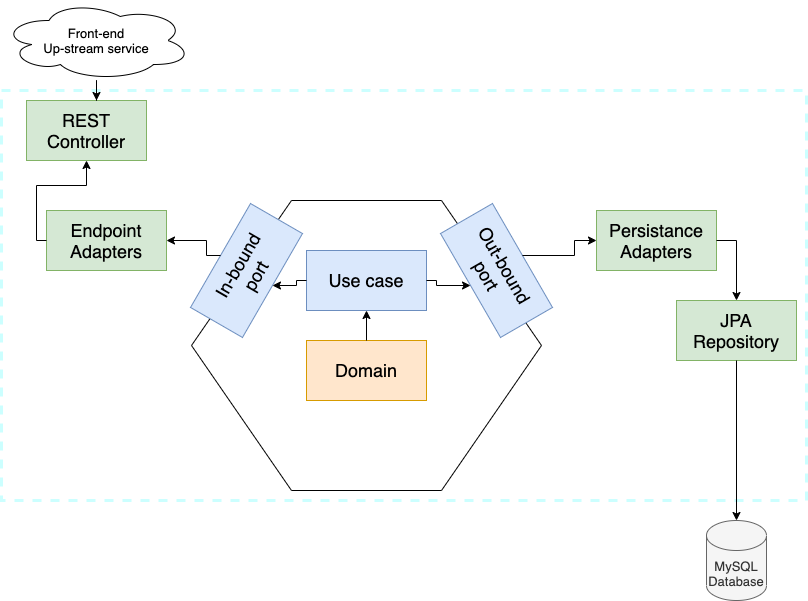 Front-end
Up-stream service
REST
Controller
Endpoint
Adapters
In-bound
port
Use case
Domain
Out-bound
port
Persistance
Adapters
JPA
Repository
MySQL
Database